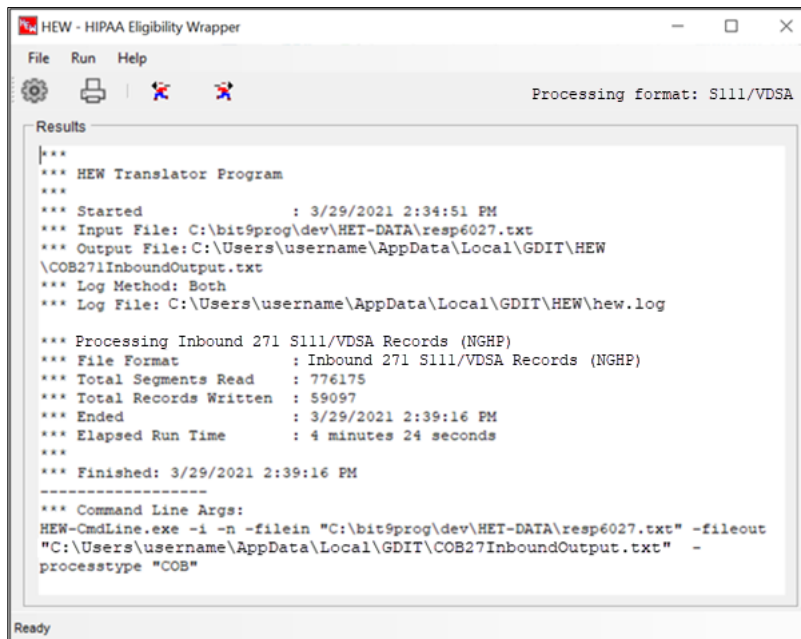 HEW - HIPAA Eligibility Wrapper
File Run Help
Processing format: S111/VDSA
Results
***
*** HEW Translator Program
***
*** Started : 3/29/2021 2:34:51 PM
*** Input File: C:\bit9prog\dev\HET-DATA\resp6027.txt
*** Output File: C:\Users\username\AppData\Local\GDIT\HEW
\COB271InboundOutput.txt
*** Log Method: Both
*** Log File: C:\Users\username\AppData\Local\GDIT\HEW\hew.log
*** Processing Inbound 271 S111/VDSA Records (NGHP)
*** File Format : Inbound 271 S111/VDSA Records (NGHP)
*** Total Segments Read : 776175
*** Total Records Written : 59097
*** Ended : 3/29/2021 2:39:16 PM
*** Elapsed Run Time : 4 minutes 24 seconds
***
*** Finished: 3/29/2021 2:39:16 PM
------------------
*** Command Line Args:
HEW-CmdLine.exe -i -n -filein "C:\bit9prog\dev\HET-DATA\resp6027.txt" -fileout
"C:\Users\username\AppData\Local\GDIT\COB27InboundOutput.txt" -
processtype "COB"
Ready